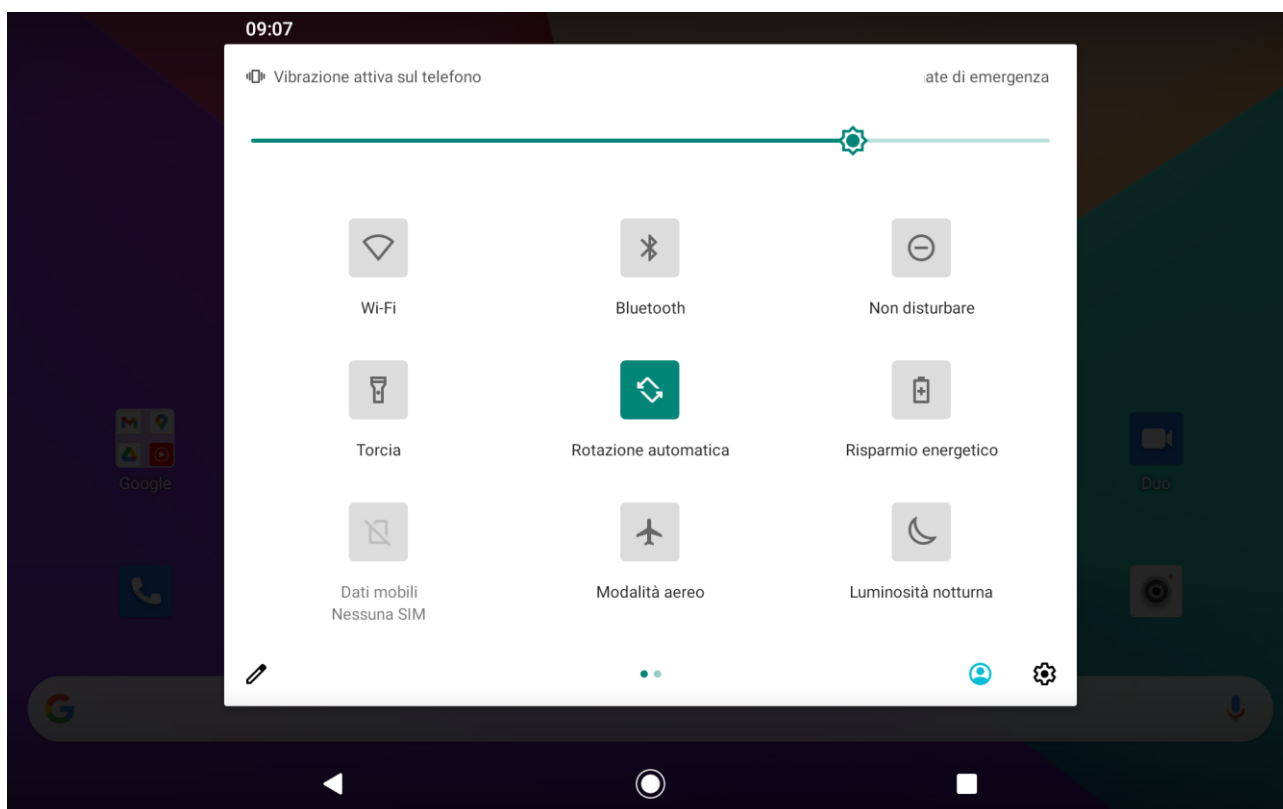 09:07
Vibrazione attiva sul telefono
di emergenza
Wi-Fi
Bluetooth
Non disturbare
Torcia
Rotazione automatica
Risparmio energetico
Google
Duo
Dati mobili
Nessuna SIM
Modalità aereo
Luminosità notturna